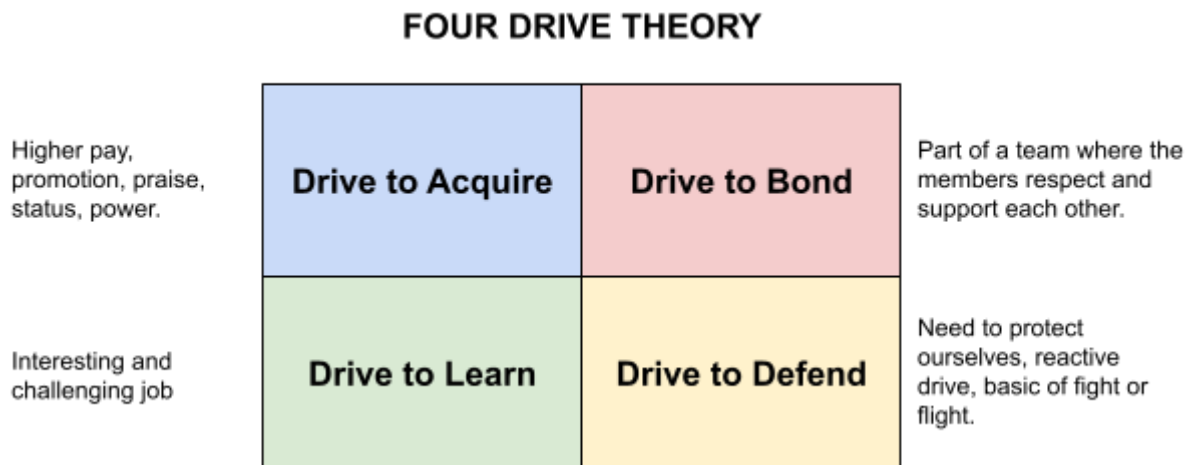 FOUR DRIVE THEORY
Higher pay,
promotion, praise,
status, power.
Drive to Acquire
Drive to Bond
Part of a team where the
members respect and
support each other.
Interesting and
challenging job
Drive to Learn
Drive to Defend
Need to protect
ourselves, reactive
drive, basic of fight or
flight.